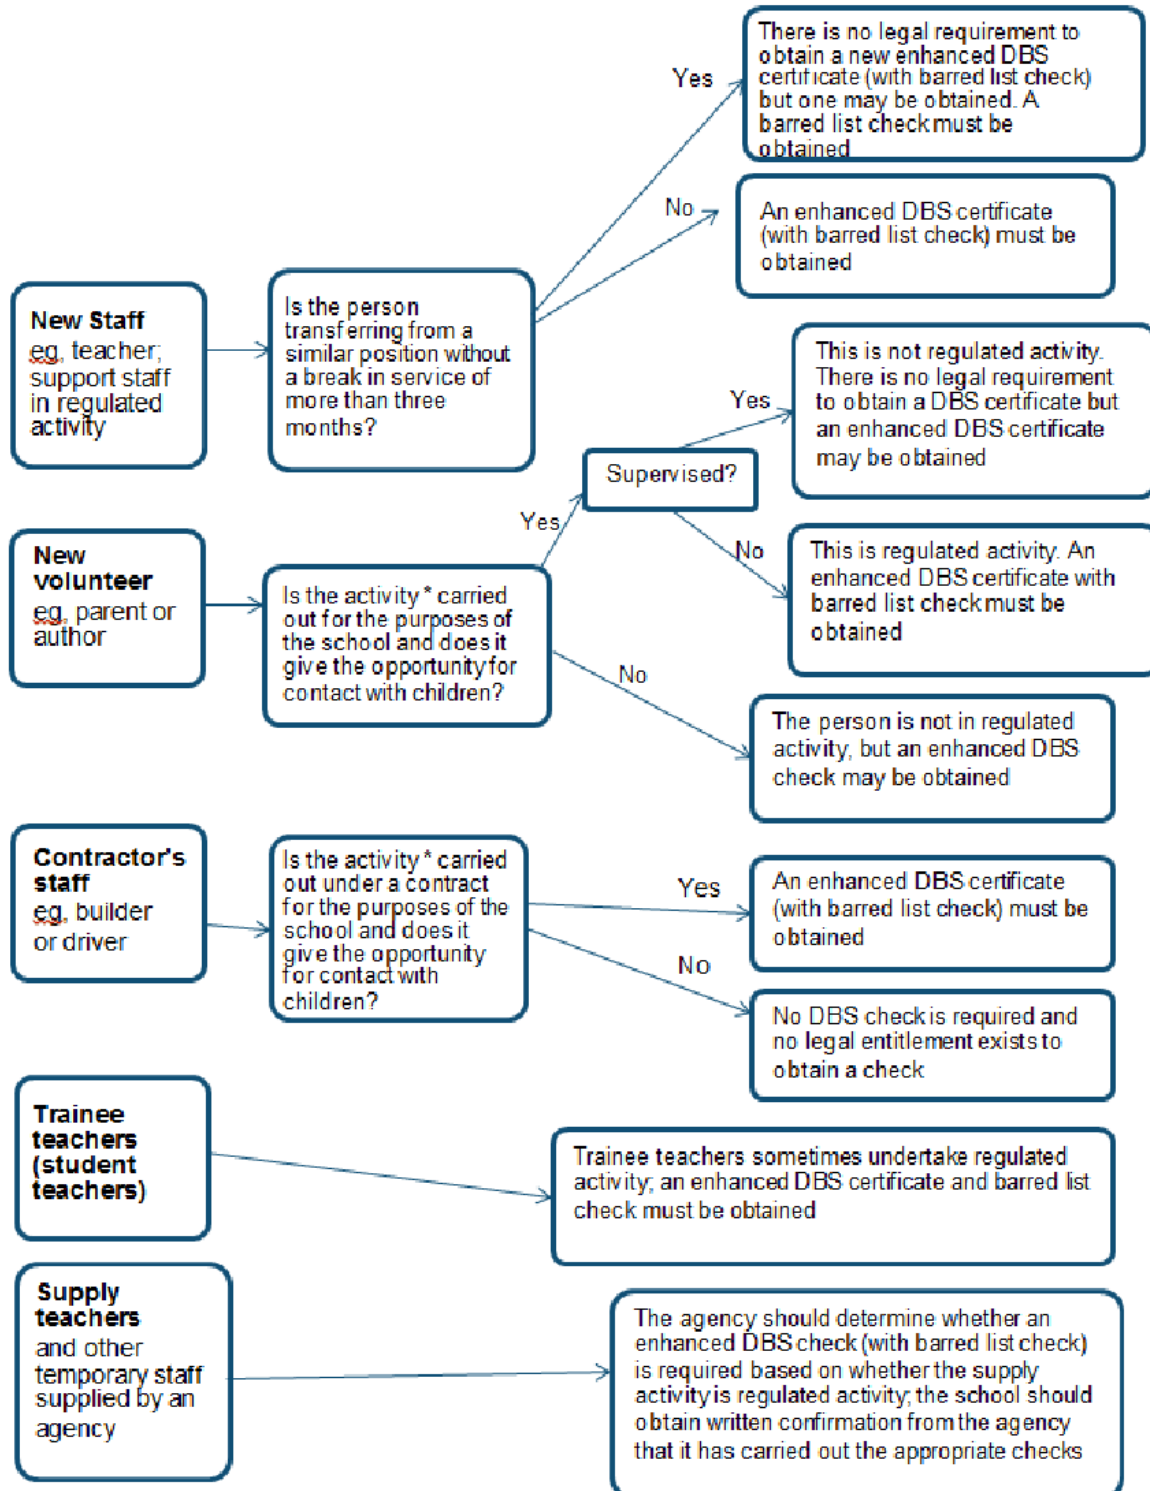 There is no legal requirement to
obtain a new enhanced DBS
certificate (with barred list check)
but one may be obtained. A
barred list check must be
obtained
Yes
No
An enhanced DBS certificate
(with barred list check) must be
obtained
New Staff
eg, teacher;
support staff
in regulated
activity
Is the person
transferring from a
similar position without
a break in service of
more than three
months?
This is not regulated activity.
There is no legal requirement
to obtain a DBS certificate but
an enhanced DBS certificate
may be obtained
Yes
Supervised?
Yes
No
This is regulated activity. An
enhanced DBS certificate with
barred list check must be
obtained
New
volunteer
eg, parent or
author
Is the activity * carried
out for the purposes of
the school and does it
give the opportunity for
contact with children?
No
The person is not in regulated
activity, but an enhanced DBS
check may be obtained
Contractor's
staff
eg, builder
or driver
Is the activity * carried
out under a contract
for the purposes of the
school and does it
give the opportunity
for contact with
children?
Yes
An enhanced DBS certificate
(with barred list check) must be
obtained
No
No DBS check is required and
no legal entitlement exists to
obtain a check
Trainee
teachers
(student
teachers)
Trainee teachers sometimes undertake regulated
activity; an enhanced DBS certificate and barred list
check must be obtained
Supply
teachers
and other
temporary staff
supplied by an
agency
The agency should determine whether an
enhanced DBS check (with barred list check)
is required based on whether the supply
activity is regulated activity; the school should
obtain written confirmation from the agency
that it has carried out the appropriate checks